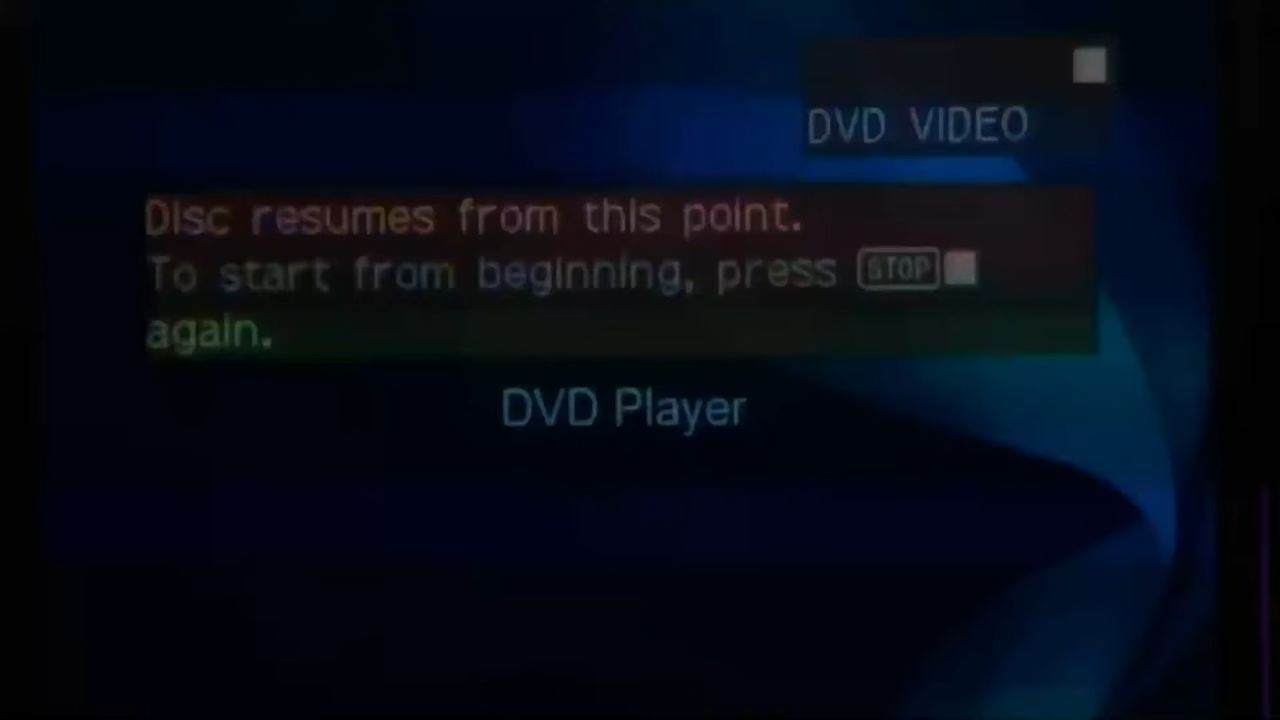 DVD VIDEO
Disc resumes from this point.
To start from beginning, press STOP
again.
DVD Player